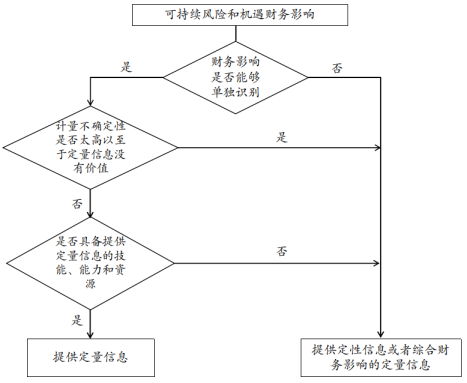 可持续风险和机遇财务影响
是
财务影响
是否能够
单独识别
否
计量不确定性
是否太高以至
于定量信息没
有价值
是
否
是否具备提供
定量信息的技
能、能力和资
源
否
是
提供定量信息
提供定性信息或者综合财
务影响的定量信息